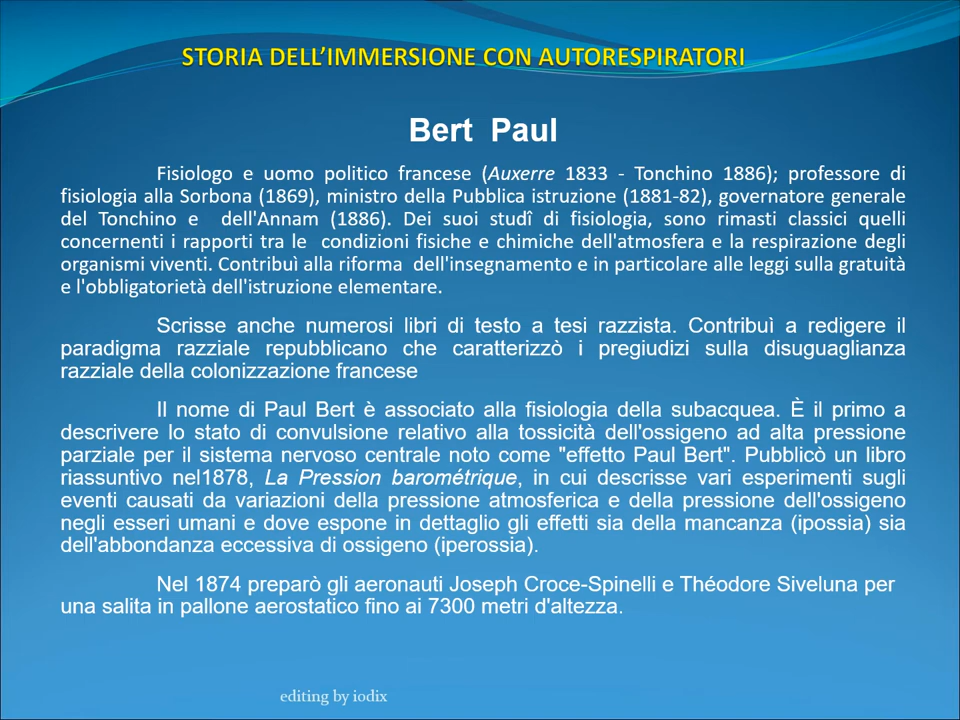 STORIA DELL'IMMERSIONE CON AUTORESPIRATORI
Bert Paul
Fisiologo e uomo politico francese (Auxerre 1833 - Tonchino 1886); professore di
fisiologia alla Sorbona (1869), ministro della Pubblica istruzione (1881-82), governatore generale
del Tonchino e dell'Annam (1886). Dei suoi studî di fisiologia, sono rimasti classici quelli
concernenti i rapporti tra le condizioni fisiche e chimiche dell'atmosfera e la respirazione degli
organismi viventi. Contribuì alla riforma dell'insegnamento e in particolare alle leggi sulla gratuità
e l'obbligatorietà dell'istruzione elementare.
Scrisse anche numerosi libri di testo a tesi razzista. Contribuì a redigere il
paradigma razziale repubblicano che caratterizzò i pregiudizi sulla disuguaglianza
razziale della colonizzazione francese
Il nome di Paul Bert è associato alla fisiologia della subacquea. È il primo a
descrivere lo stato di convulsione relativo alla tossicità dell'ossigeno ad alta pressione
parziale per il sistema nervoso centrale noto come "effetto Paul Bert". Pubblicò un libro
riassuntivo nel1878, La Pression barométrique, in cui descrisse vari esperimenti sugli
eventi causati da variazioni della pressione atmosferica e della pressione dell'ossigeno
negli esseri umani e dove espone in dettaglio gli effetti sia della mancanza (ipossia) sia
dell'abbondanza eccessiva di ossigeno (iperossia).
Nel 1874 preparò gli aeronauti Joseph Croce-Spinelli e Théodore Siveluna per
una salita in pallone aerostatico fino ai 7300 metri d'altezza.
editing by iodix